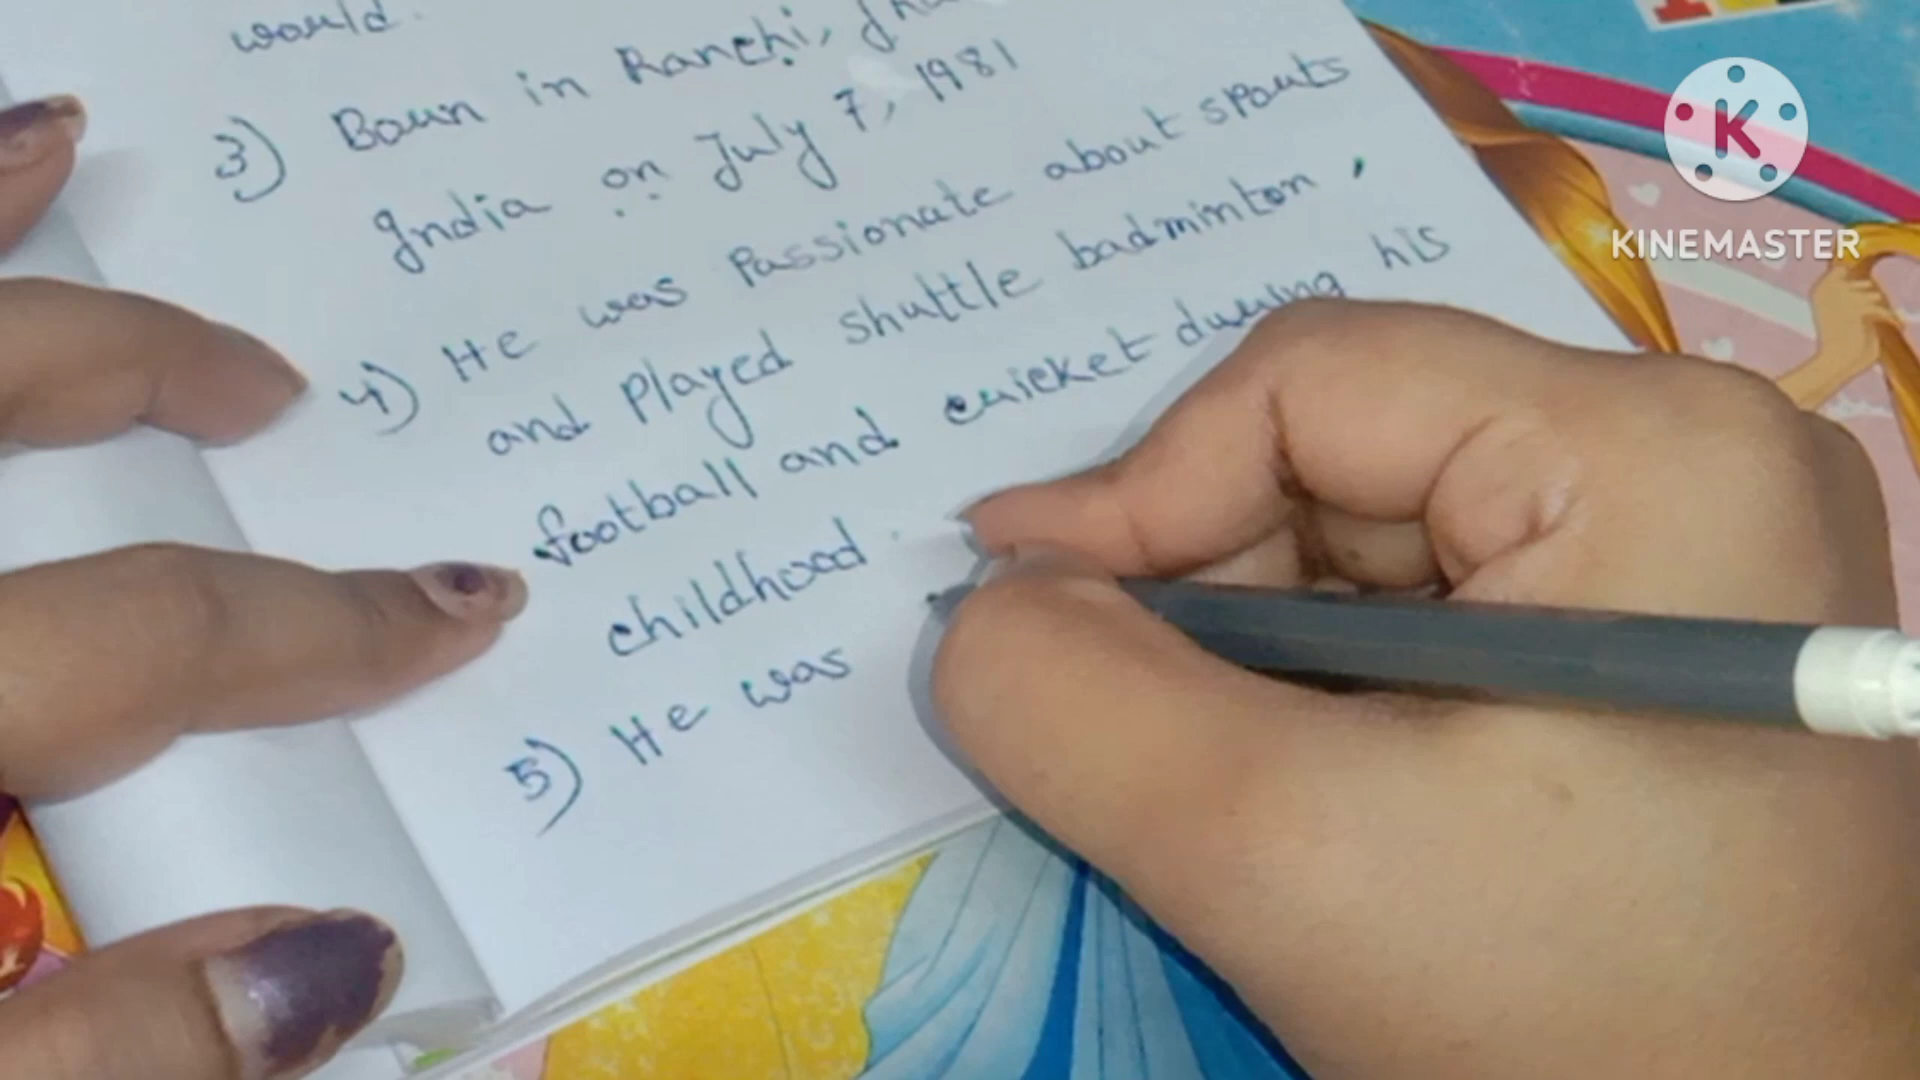 world.
3) Born in Ranchi,
India on July 7, 1981
4) He was Passionate about sports
and Played shuttle badminton,
football and cricket during his
childhood.
5) He was
K
KINEMASTER